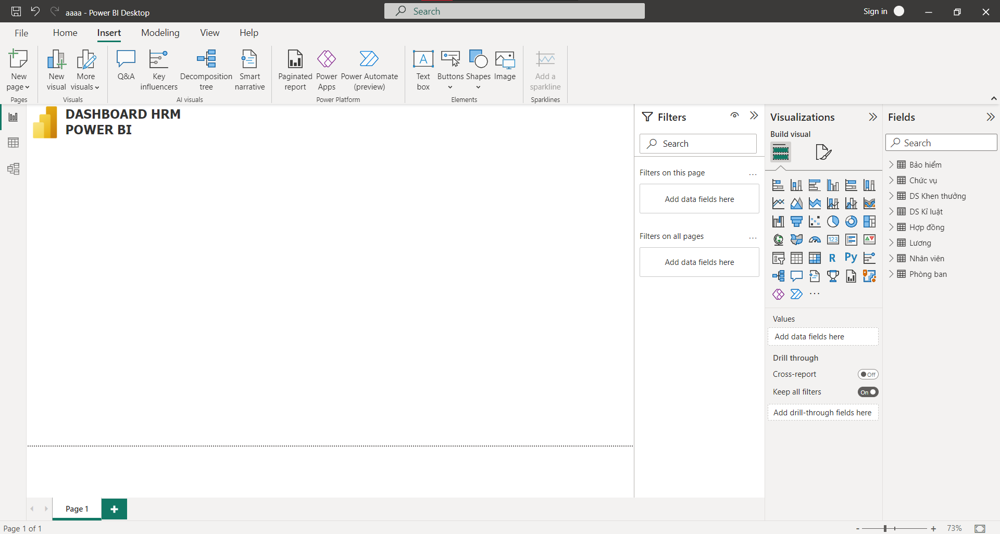 aaaa - Power BI Desktop
Search
Sign in
File
Home
Insert
Modeling
View
Help
New page
New visual
More visuals
Q&A
Key influencers
Decomposition tree
Smart narrative
Paginated report
Power Apps
Power Automate (preview)
Text box
Buttons
Shapes
Image
Add a sparkline
Pages
Visuals
AI visuals
Power Platform
Elements
Sparklines
DASHBOARD HRM
POWER BI
Filters
Search
Filters on this page
...
Add data fields here
Filters on all pages
...
Add data fields here
Visualizations
Build visual
123
R
Py
...
Values
Add data fields here
Drill through
Cross-report
Off
Keep all filters
On
Add drill-through fields here
Fields
Search
Bảo hiểm
Chức vụ
DS Khen thưởng
DS Kỉ luật
Hợp đồng
Lương
Nhân viên
Phòng ban
Page 1
+
Page 1 of 1
- + 73%